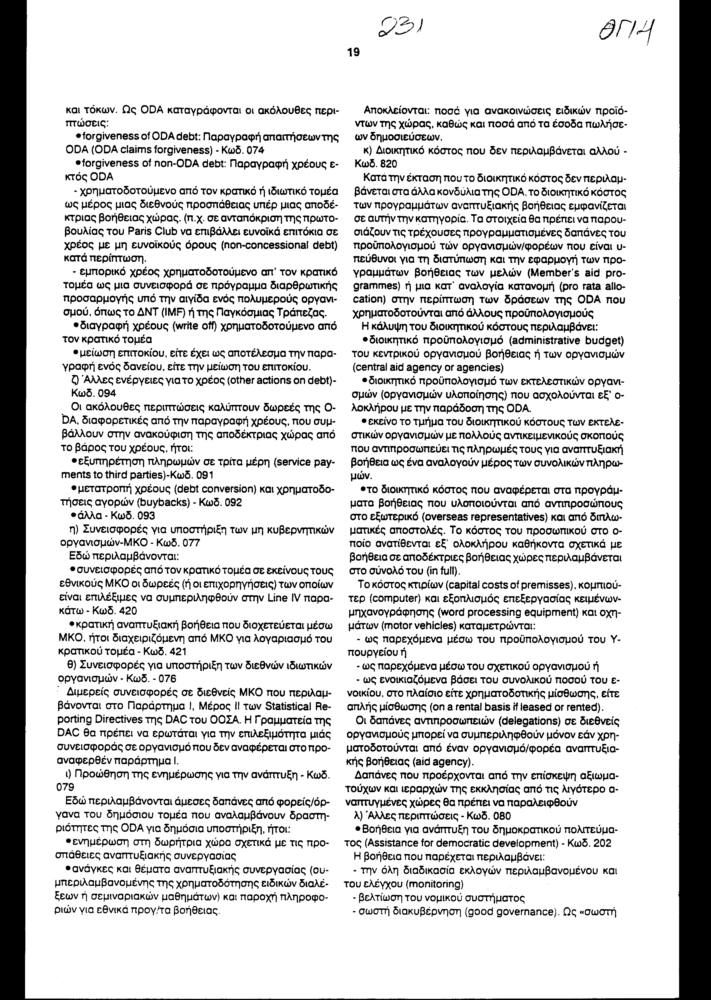 231
ΘΓ14
19
και τόκων. Ως ODA καταγράφονται οι ακόλουθες περι-
πτώσεις:
•forgiveness of ODA debt: Παραγραφή απαιτήσεων της
ODA (ODA claims forgiveness) - Κωδ. 074
•forgiveness of non-ODA debt: Παραγραφή χρέους ε-
κτός ODA
- χρηματοδοτούμενο από τον κρατικό ή ιδιωτικό τομέα
ως μέρος μιας διεθνούς προσπάθειας υπέρ μιας αποδέ-
κτριας βοήθειας χώρας. (π.χ. σε ανταπόκριση της πρωτο-
βουλίας του Paris Club να επιβάλλει ευνοϊκά επιτόκια σε
χρέος με μη ευνοϊκούς όρους (non-concessional debt)
κατά περίπτωση.
- εμπορικό χρέος χρηματοδοτούμενο απ' τον κρατικό
τομέα ως μια συνεισφορά σε πρόγραμμα διαρθρωτικής
προσαρμογής υπό την αιγίδα ενός πολυμερούς οργανι-
σμού, όπως το ΔΝΤ (IMF) ή της Παγκόσμιας Τράπεζας.
•διαγραφή χρέους (write off) χρηματοδοτούμενο από
τον κρατικό τομέα
•μείωση επιτοκίου, είτε έχει ως αποτέλεσμα την παρα-
γραφή ενός δανείου, είτε την μείωση του επιτοκίου.
ζ) Άλλες ενέργειες για το χρέος (other actions on debt)-
Κωδ. 094
Οι ακόλουθες περιπτώσεις καλύπτουν δωρεές της O-
DA, διαφορετικές από την παραγραφή χρέους, που συμ-
βάλλουν στην ανακούφιση της αποδέκτριας χώρας από
το βάρος του χρέους, ήτοι:
•εξυπηρέτηση πληρωμών σε τρίτα μέρη (service pay-
ments to third parties)-Κωδ. 091
•μετατροπή χρέους (debt conversion) και χρηματοδο-
τήσεις αγορών (buybacks) - Κωδ. 092
•άλλα - Κωδ. 093
η) Συνεισφορές για υποστήριξη των μη κυβερνητικών
οργανισμών-ΜΚΟ - Κωδ. 077
Εδώ περιλαμβάνονται:
•συνεισφορές από τον κρατικό τομέα σε εκείνους τους
εθνικούς ΜΚΟ οι δωρεές (ή οι επιχορηγήσεις) των οποίων
είναι επιλέξιμες να συμπεριληφθούν στην Line IV παρα-
κάτω - Κωδ. 420
•κρατική αναπτυξιακή βοήθεια που διοχετεύεται μέσω
ΜΚΟ, ήτοι διαχειριζόμενη από ΜΚΟ για λογαριασμό του
κρατικού τομέα - Κωδ. 421
θ) Συνεισφορές για υποστήριξη των διεθνών ιδιωτικών
οργανισμών - Κωδ. - 076
Διμερείς συνεισφορές σε διεθνείς ΜΚΟ που περιλαμ-
βάνονται στο Παράρτημα I, Μέρος II των Statistical Re-
porting Directives της DAC του ΟΟΣΑ. Η Γραμματεία της
DAC θα πρέπει να ερωτάται για την επιλεξιμότητα μιάς
συνεισφοράς σε οργανισμό που δεν αναφέρεται στο προ-
αναφερθέν παράρτημα I.
ι) Προώθηση της ενημέρωσης για την ανάπτυξη - Κωδ.
079
Εδώ περιλαμβάνονται άμεσες δαπάνες από φορείς/όρ-
γανα του δημόσιου τομέα που αναλαμβάνουν δραστη-
ριότητες της ODA για δημόσια υποστήριξη, ήτοι:
•ενημέρωση στη δωρήτρια χώρα σχετικά με τις προ-
σπάθειες αναπτυξιακής συνεργασίας
•ανάγκες και θέματα αναπτυξιακής συνεργασίας (συ-
μπεριλαμβανομένης της χρηματοδότησης ειδικών διαλέ-
ξεων ή σεμιναριακών μαθημάτων) και παροχή πληροφο-
ριών για εθνικά προγ/τα βοήθειας.
Αποκλείονται: ποσά για ανακοινώσεις ειδικών προϊό-
ντων της χώρας, καθώς και ποσά από τα έσοδα πωλήσε-
ων δημοσιεύσεων.
κ) Διοικητικό κόστος που δεν περιλαμβάνεται αλλού -
Κωδ. 820
Κατά την έκταση που το διοικητικό κόστος δεν περιλαμ-
βάνεται στα άλλα κονδύλια της ODA, το διοικητικό κόστος
των προγραμμάτων αναπτυξιακής βοήθειας εμφανίζεται
σε αυτήν την κατηγορία. Τα στοιχεία θα πρέπει να παρου-
σιάζουν τις τρέχουσες προγραμματισμένες δαπάνες του
προϋπολογισμού τών οργανισμών/φορέων που είναι υ-
πεύθυνοι για τη διατύπωση και την εφαρμογή των προ-
γραμμάτων βοήθειας των μελών (Member's aid pro-
grammes) ή μια κατ' αναλογία κατανομή (pro rata allo-
cation) στην περίπτωση των δράσεων της ODA που
χρηματοδοτούνται από άλλους προϋπολογισμούς
Η κάλυψη του διοικητικού κόστους περιλαμβάνει:
•διοικητικό προϋπολογισμό (administrative budget)
του κεντρικού οργανισμού βοήθειας ή των οργανισμών
(central aid agency or agencies)
•διοικητικό προϋπολογισμό των εκτελεστικών οργανι-
σμών (οργανισμών υλοποίησης) που ασχολούνται εξ' ο-
λοκλήρου με την παράδοση της ODA.
•εκείνο το τμήμα του διοικητικού κόστους των εκτελε-
στικών οργανισμών με πολλούς αντικειμενικούς σκοπούς
που αντιπροσωπεύει τις πληρωμές τους για αναπτυξιακή
βοήθεια ως ένα αναλογούν μέρος των συνολικών πληρω-
μών.
•το διοικητικό κόστος που αναφέρεται στα προγράμ-
ματα βοήθειας που υλοποιούνται από αντιπροσώπους
στο εξωτερικό (overseas representatives) και από διπλω-
ματικές αποστολές. Το κόστος του προσωπικού στο ο-
ποίο ανατίθενται εξ' ολοκλήρου καθήκοντα σχετικά με
βοήθεια σε αποδέκτριες βοήθειας χώρες περιλαμβάνεται
στο σύνολό του (in full).
Το κόστος κτιρίων (capital costs of premisses), κομπιού-
τερ (computer) και εξοπλισμός επεξεργασίας κειμένων-
μηχανογράφησης (word processing equipment) και οχη-
μάτων (motor vehicles) καταμετρώνται:
- ως παρεχόμενα μέσω του προϋπολογισμού του Υ-
πουργείου ή
- ως παρεχόμενα μέσω του σχετικού οργανισμού ή
- ως ενοικιαζόμενα βάσει του συνολικού ποσού του ε-
νοικίου, στο πλαίσιο είτε χρηματοδοτικής μίσθωσης, είτε
απλής μίσθωσης (on a rental basis if leased or rented).
Οι δαπάνες αντιπροσωπειών (delegations) σε διεθνείς
οργανισμούς μπορεί να συμπεριληφθούν μόνον εάν χρη-
ματοδοτούνται από έναν οργανισμό/φορέα αναπτυξια-
κής βοήθειας (aid agency).
Δαπάνες που προέρχονται από την επίσκεψη αξιωμα-
τούχων και ιεραρχών της εκκλησίας από τις λιγότερο α-
ναπτυγμένες χώρες θα πρέπει να παραλειφθούν
λ) Άλλες περιπτώσεις - Κωδ. 080
•Βοήθεια για ανάπτυξη του δημοκρατικού πολιτεύμα-
τος (Assistance for democratic development) - Κωδ. 202
Η βοήθεια που παρέχεται περιλαμβάνει:
- την όλη διαδικασία εκλογών περιλαμβανομένου και
του ελέγχου (monitoring)
- βελτίωση του νομικού συστήματος
- σωστή διακυβέρνηση (good governance). Ως «σωστή